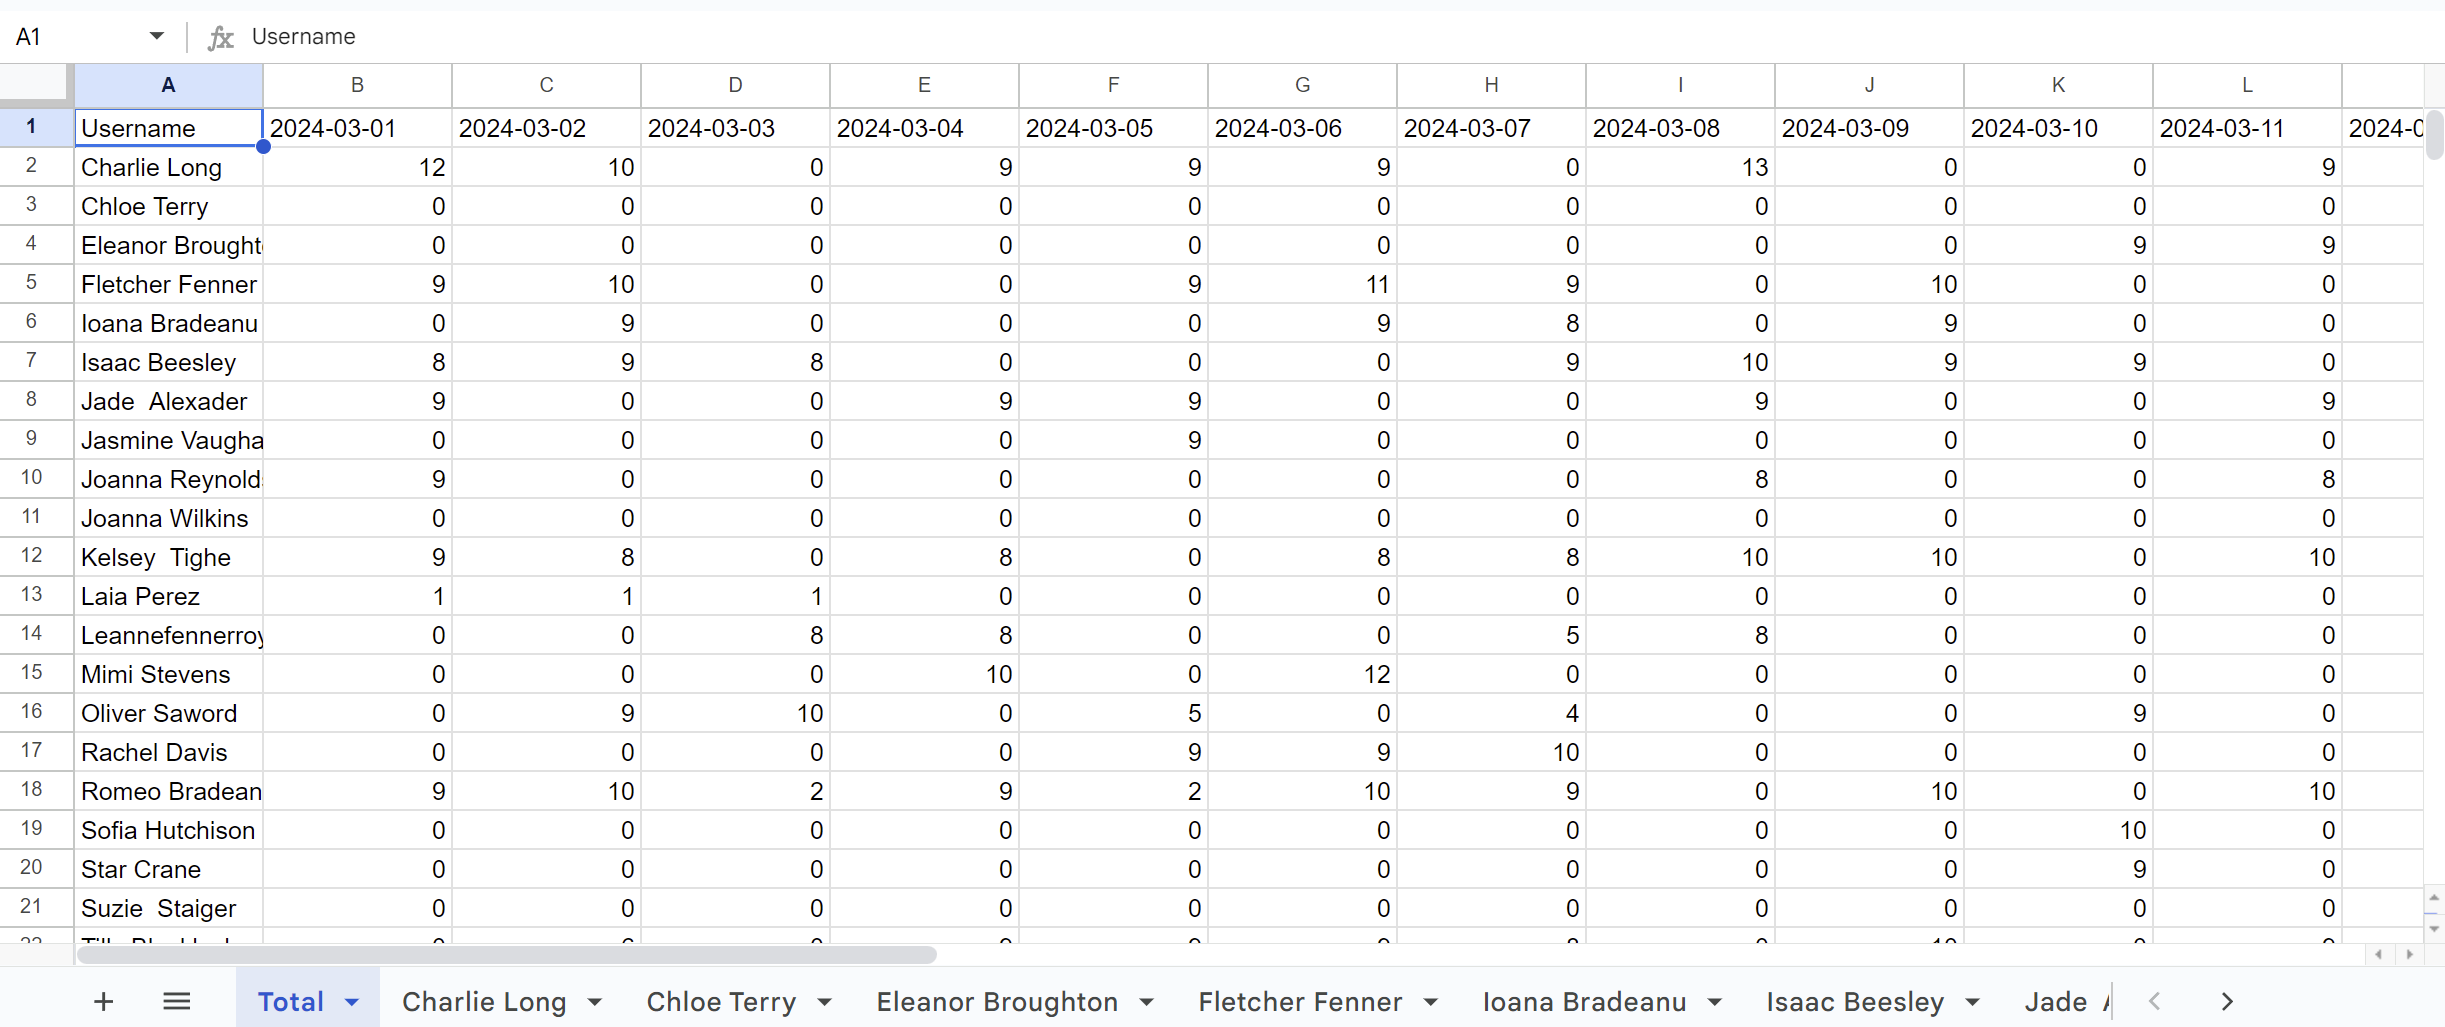 A1 fx Username
A B C D E F G H I J K L
1 Username 2024-03-01 2024-03-02 2024-03-03 2024-03-04 2024-03-05 2024-03-06 2024-03-07 2024-03-08 2024-03-09 2024-03-10 2024-03-11 2024-0
2 Charlie Long 12 10 0 9 9 9 0 13 0 0 9
3 Chloe Terry 0 0 0 0 0 0 0 0 0 0 0
4 Eleanor Brought 0 0 0 0 0 0 0 0 0 9 9
5 Fletcher Fenner 9 10 0 0 9 11 9 0 10 0 0
6 Ioana Bradeanu 0 9 0 0 0 9 8 0 9 0 0
7 Isaac Beesley 8 9 8 0 0 0 9 10 9 9 0
8 Jade  Alexader 9 0 0 9 9 0 0 9 0 0 9
9 Jasmine Vaugha 0 0 0 0 9 0 0 0 0 0 0
10 Joanna Reynold 9 0 0 0 0 0 0 8 0 0 8
11 Joanna Wilkins 0 0 0 0 0 0 0 0 0 0 0
12 Kelsey  Tighe 9 8 0 8 0 8 8 10 10 0 10
13 Laia Perez 1 1 1 0 0 0 0 0 0 0 0
14 Leannefennerroy 0 0 8 8 0 0 5 8 0 0 0
15 Mimi Stevens 0 0 0 10 0 12 0 0 0 0 0
16 Oliver Saword 0 9 10 0 5 0 4 0 0 9 0
17 Rachel Davis 0 0 0 0 9 9 10 0 0 0 0
18 Romeo Bradean 9 10 2 9 2 10 9 0 10 0 10
19 Sofia Hutchison 0 0 0 0 0 0 0 0 0 10 0
20 Star Crane 0 0 0 0 0 0 0 0 0 9 0
21 Suzie  Staiger 0 0 0 0 0 0 0 0 0 0 0
Total Charlie Long Chloe Terry Eleanor Broughton Fletcher Fenner Ioana Bradeanu Isaac Beesley Jade